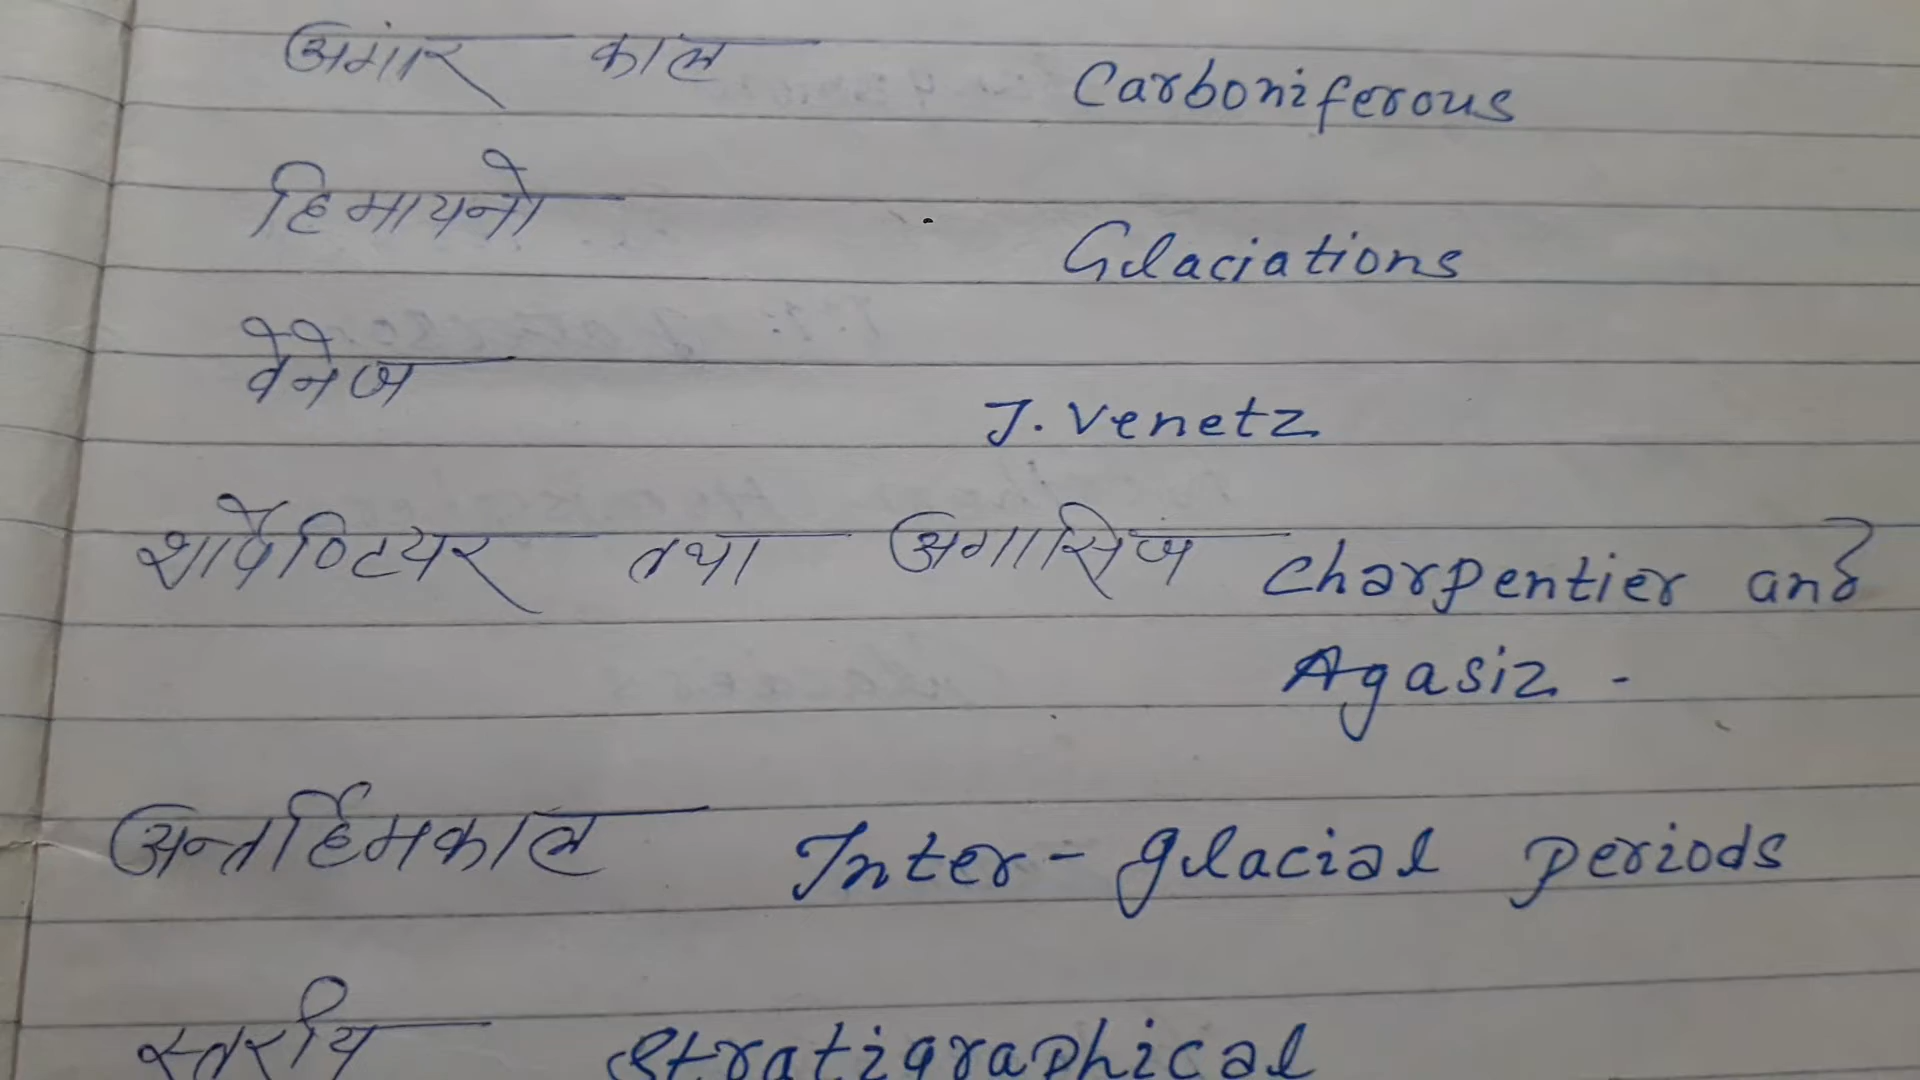 अंगार काल Carboniferous
हिमायनो Glaciations
वेनेज J. Venetz
शार्पेण्टियर तथा अगासिज Charpentier and
Agasiz -
अन्तर्हिमकाल Inter-glacial periods
स्तरीय Stratigraphical